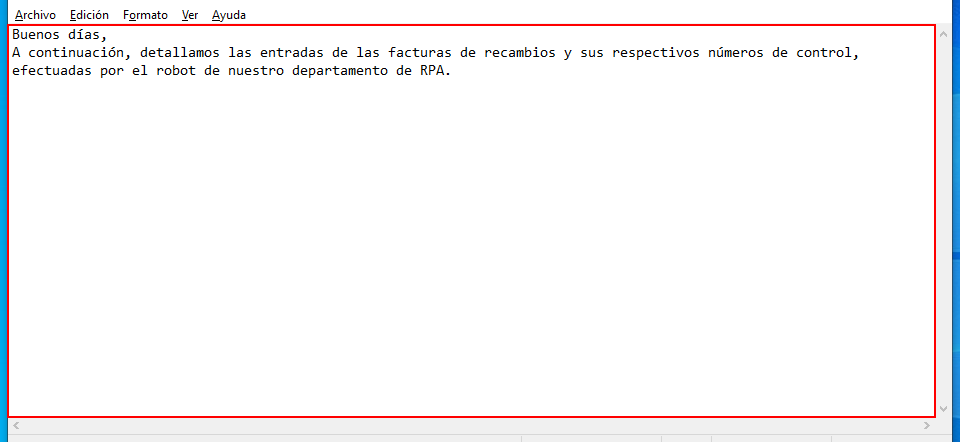 Archivo Edición Formato Ver Ayuda
Buenos días,
A continuación, detallamos las entradas de las facturas de recambios y sus respectivos números de control,
efectuadas por el robot de nuestro departamento de RPA.